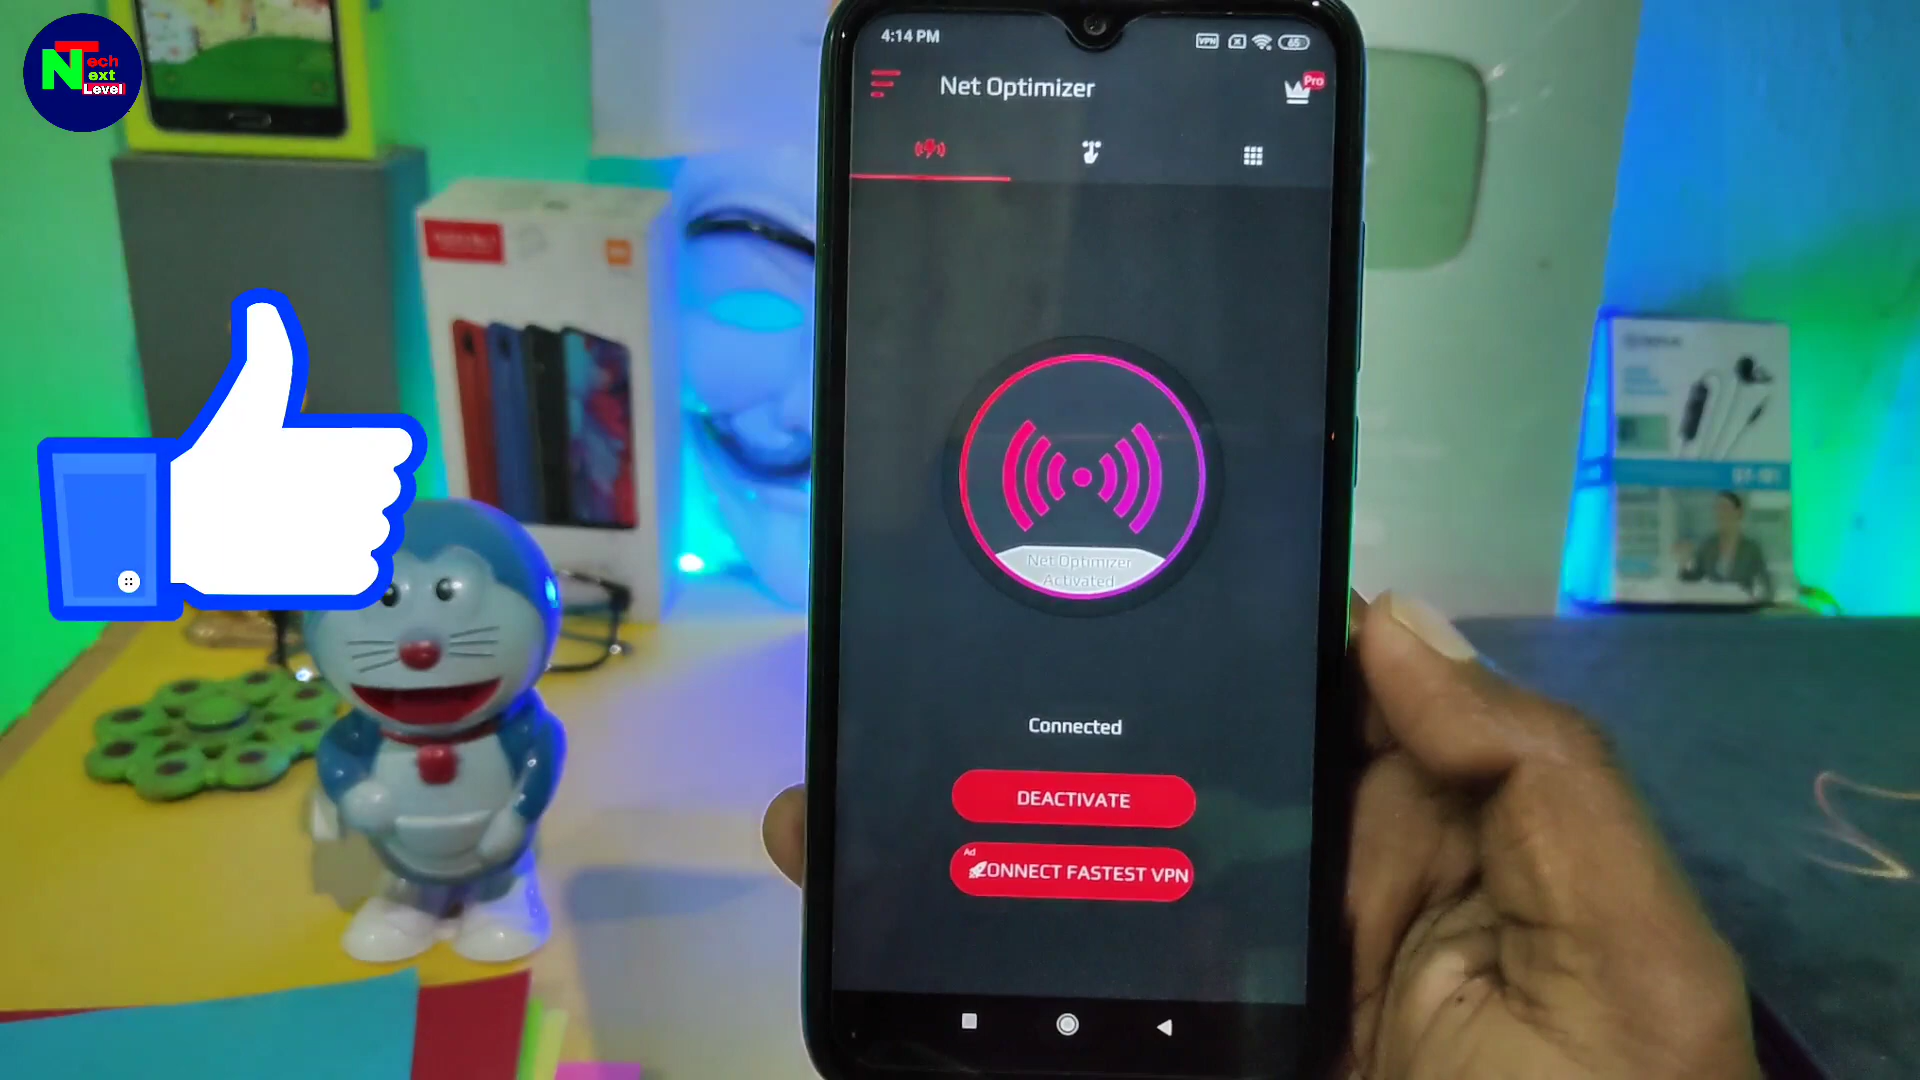 Tech
Next
Level
4:14 PM
VPN
65
Net Optimizer
Pro
Net Optimizer
Activated
Connected
DEACTIVATE
Ad
CONNECT FASTEST VPN